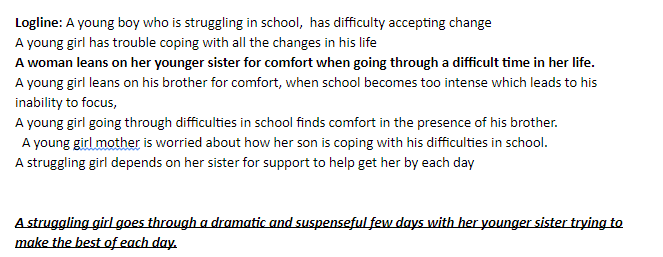 Logline: A young boy who is struggling in school,  has difficulty accepting change
A young girl has trouble coping with all the changes in his life
A woman leans on her younger sister for comfort when going through a difficult time in her life.
A young girl leans on his brother for comfort, when school becomes too intense which leads to his
inability to focus,
A young girl going through difficulties in school finds comfort in the presence of his brother.
A young girl mother is worried about how her son is coping with his difficulties in school.
A struggling girl depends on her sister for support to help get her by each day
A struggling girl goes through a dramatic and suspenseful few days with her younger sister trying to
make the best of each day.